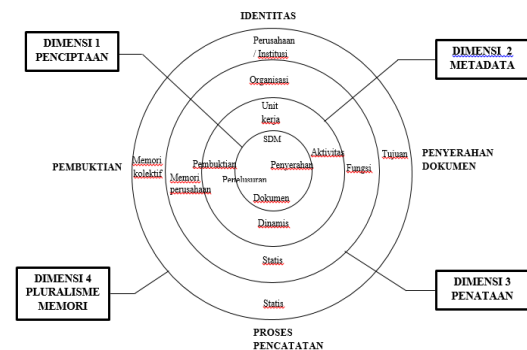 IDENTITAS
DIMENSI 1
PENCIPTAAN
Perusahaan
/ Institusi
DIMENSI 2
METADATA
Organisasi
Unit
kerja
SDM
PEMBUKTIAN
Memori
kolektif
Memori
perusahaan
Pembuktian
Penelusuran
Penyerahan
Aktivitas
Fungsi
Tujuan
PENYERAHAN
DOKUMEN
Dokumen
Dinamis
Statis
DIMENSI 4
PLURALISME
MEMORI
DIMENSI 3
PENATAAN
Statis
PROSES
PENCATATAN